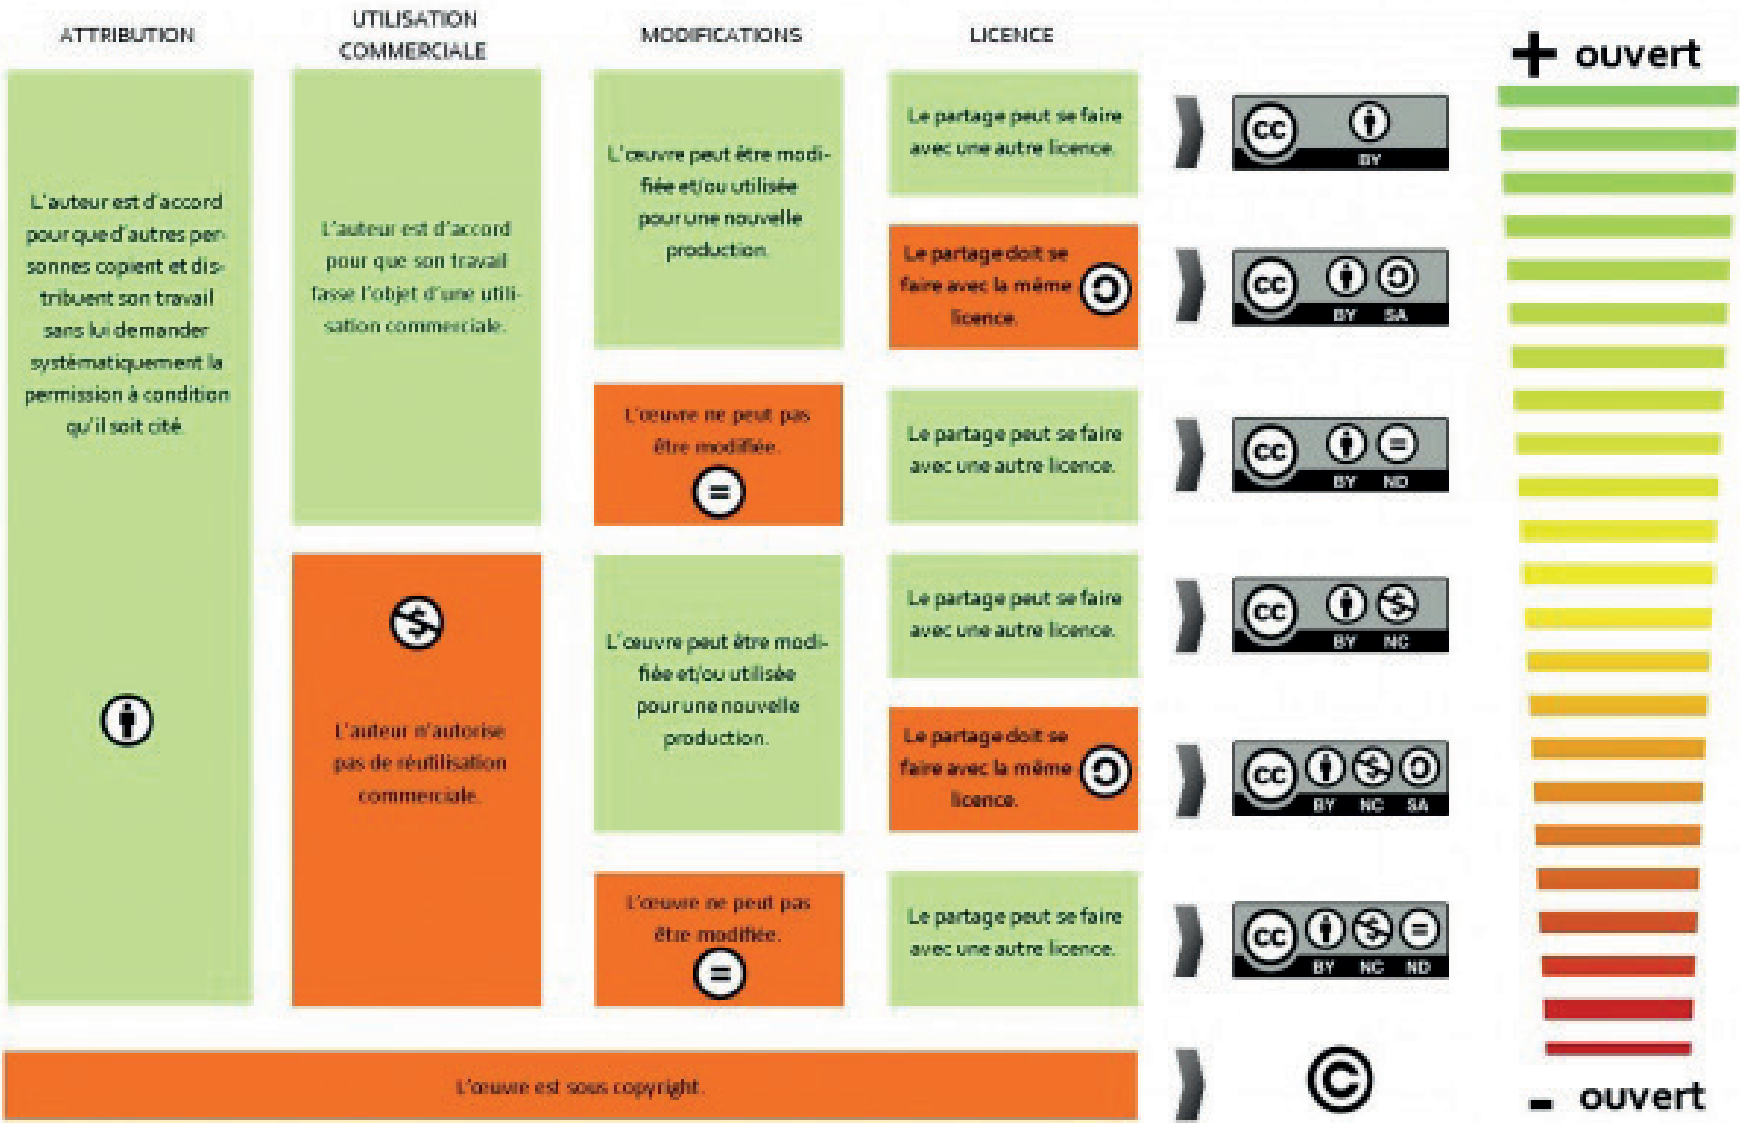 ATTRIBUTION
UTILISATION
COMMERCIALE
MODIFICATIONS
LICENCE
+ ouvert
L'auteur est d'accord
pour que d'autres per-
sonnes copient et dis-
tribuent son travail
sans lui demander
systématiquement la
permission à condition
qu'il soit cité.
L'auteur est d'accord
pour que son travail
fasse l'objet d'une utili-
sation commerciale.
$
L'auteur n'autorise
pas de réutilisation
commerciale.
L'œuvre peut être modi-
fiée et/ou utilisée
pour une nouvelle
production.
L'œuvre ne peut pas
être modifiée.
=
L'œuvre peut être modi-
fiée et/ou utilisée
pour une nouvelle
production.
L'œuvre ne peut pas
être modifiée.
=
Le partage peut se faire
avec une autre licence.
Le partage doit se
faire avec la même
licence.
Le partage peut se faire
avec une autre licence.
Le partage peut se faire
avec une autre licence.
Le partage doit se
faire avec la même
licence.
Le partage peut se faire
avec une autre licence.
cc
BY
cc
BY SA
cc =
BY ND
cc $
BY NC
cc $
BY NC SA
cc $ =
BY NC ND
L'œuvre est sous copyright.
©
- ouvert